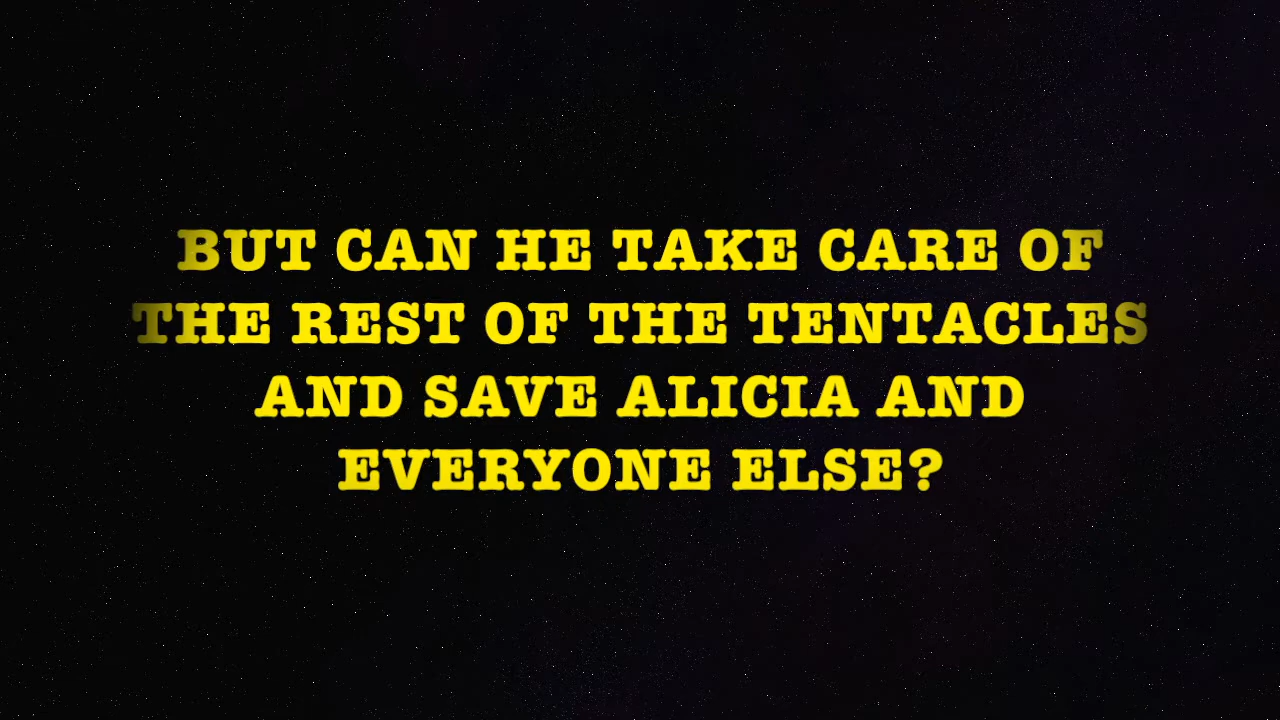 BUT CAN HE TAKE CARE OF
THE REST OF THE TENTACLES
AND SAVE ALICIA AND
EVERYONE ELSE?